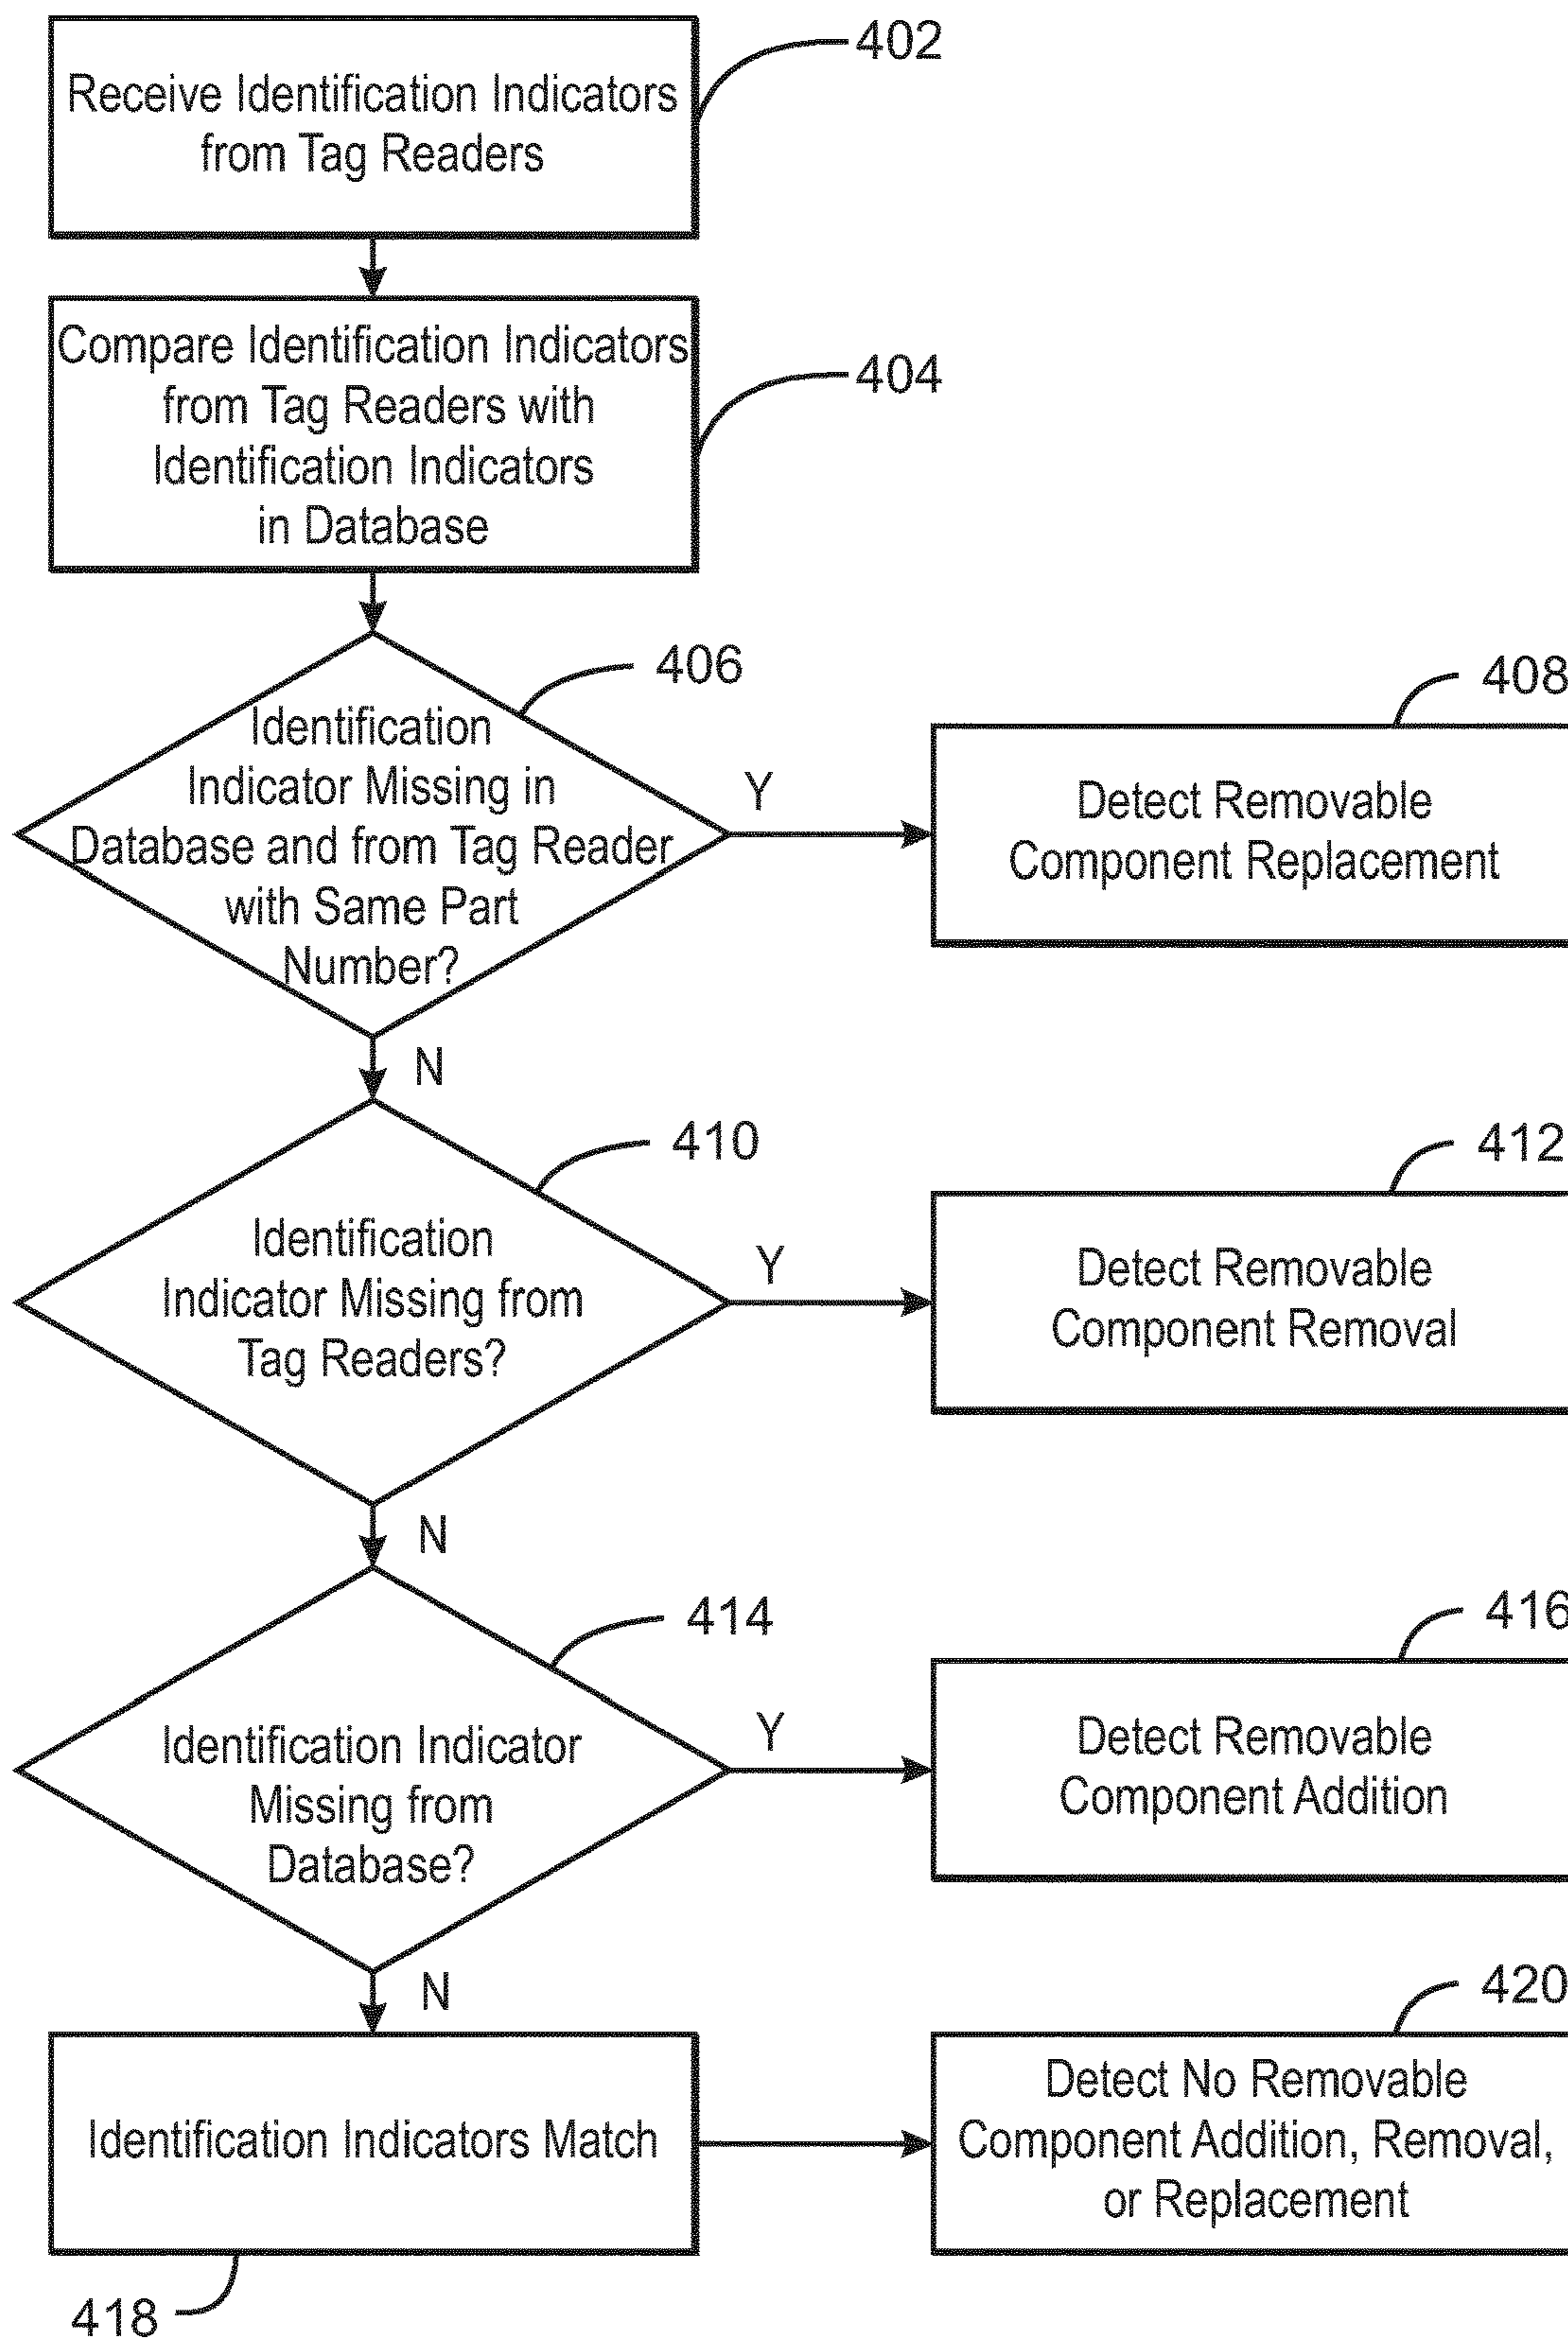 402
Receive Identification Indicators
from Tag Readers
404
Compare Identification Indicators
from Tag Readers with
Identification Indicators
in Database
406
Identification
Indicator Missing in
Database and from Tag Reader
with Same Part
Number?
Y
408
Detect Removable
Component Replacement
N
410
Identification
Indicator Missing from
Tag Readers?
Y
412
Detect Removable
Component Removal
N
414
Identification Indicator
Missing from
Database?
Y
416
Detect Removable
Component Addition
N
420
Identification Indicators Match
Detect No Removable
Component Addition, Removal,
or Replacement
418